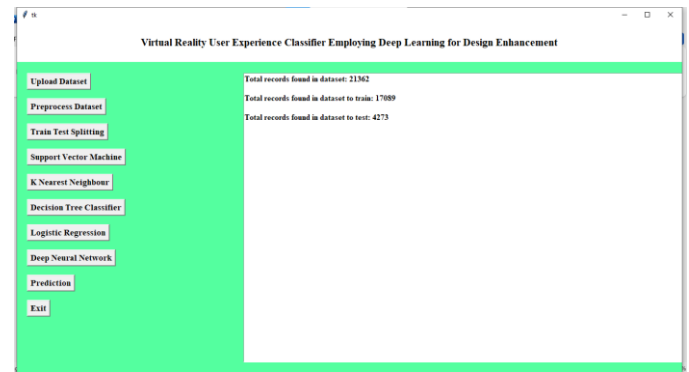 tk
Virtual Reality User Experience Classifier Employing Deep Learning for Design Enhancement
Upload Dataset
Preprocess Dataset
Train Test Splitting
Support Vector Machine
K Nearest Neighbour
Decision Tree Classifier
Logistic Regression
Deep Neural Network
Prediction
Exit
Total records found in dataset: 21362
Total records found in dataset to train: 17089
Total records found in dataset to test: 4273